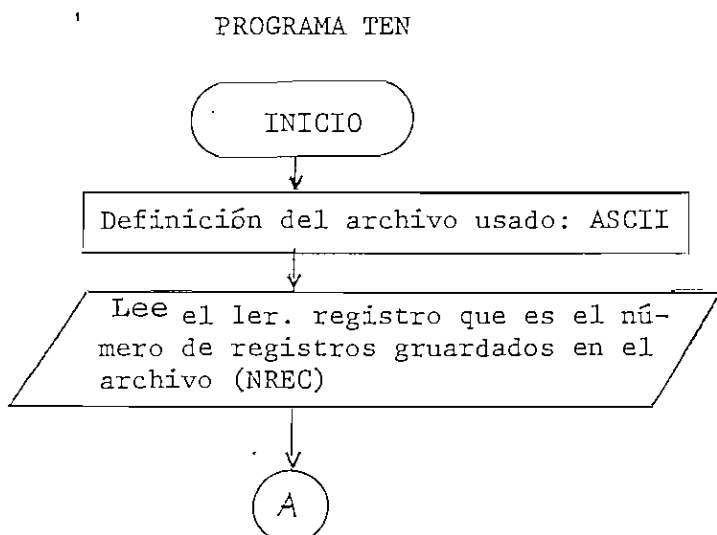 PROGRAMA TEN
INICIO
Definición del archivo usado: ASCII
Lee el 1er. registro que es el nú-
mero de registros gruardados en el
archivo (NREC)
A